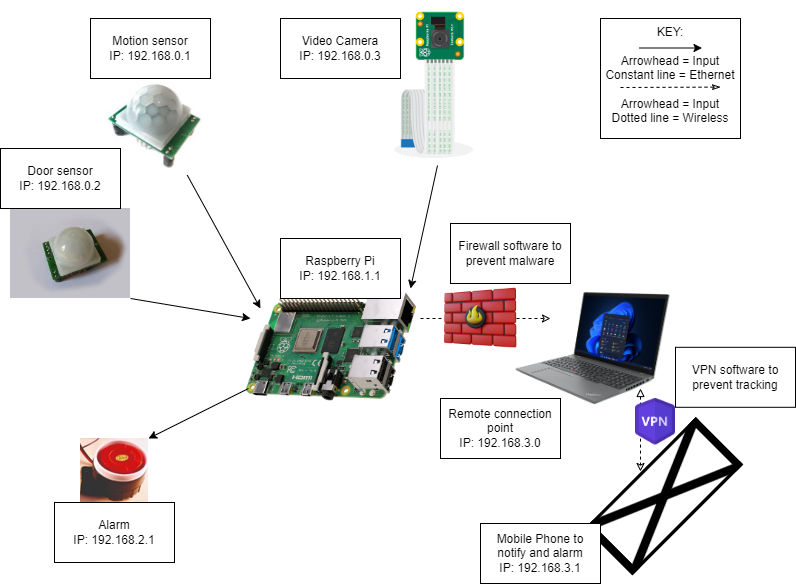 Motion sensor
IP: 192.168.0.1
Video Camera
IP: 192.168.0.3
KEY:
Arrowhead = Input
Constant line = Ethernet
Arrowhead = Input
Dotted line = Wireless
Door sensor
IP: 192.168.0.2
Raspberry Pi
IP: 192.168.1.1
Firewall software to
prevent malware
HDMI
VPN software to
prevent tracking
VPN
Remote connection
point
IP: 192.168.3.0
Alarm
IP: 192.168.2.1
Mobile Phone to
notify and alarm
IP: 192.168.3.1